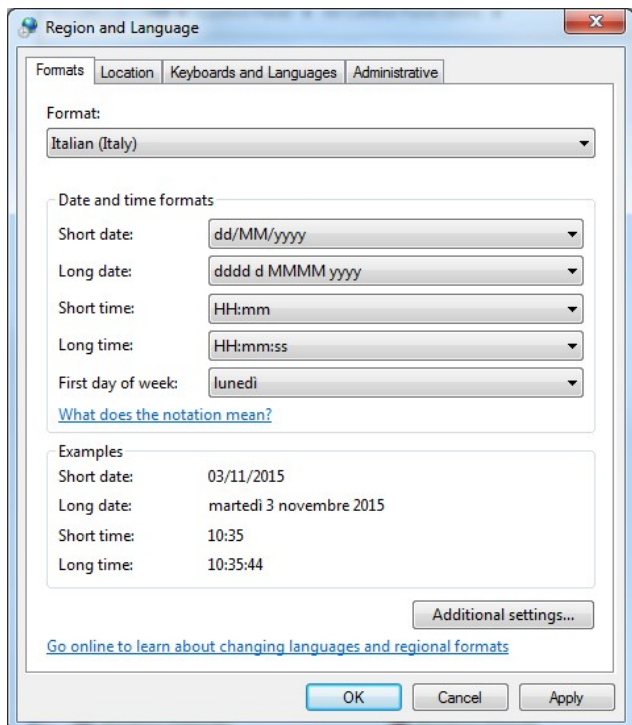 Region and Language
Formats Location Keyboards and Languages Administrative
Format:
Italian (Italy)
Date and time formats
Short date: dd/MM/yyyy
Long date: dddd d MMMM yyyy
Short time: HH:mm
Long time: HH:mm:ss
First day of week: lunedì
What does the notation mean?
Examples
Short date: 03/11/2015
Long date: martedì 3 novembre 2015
Short time: 10:35
Long time: 10:35:44
Additional settings...
Go online to learn about changing languages and regional formats
OK Cancel Apply